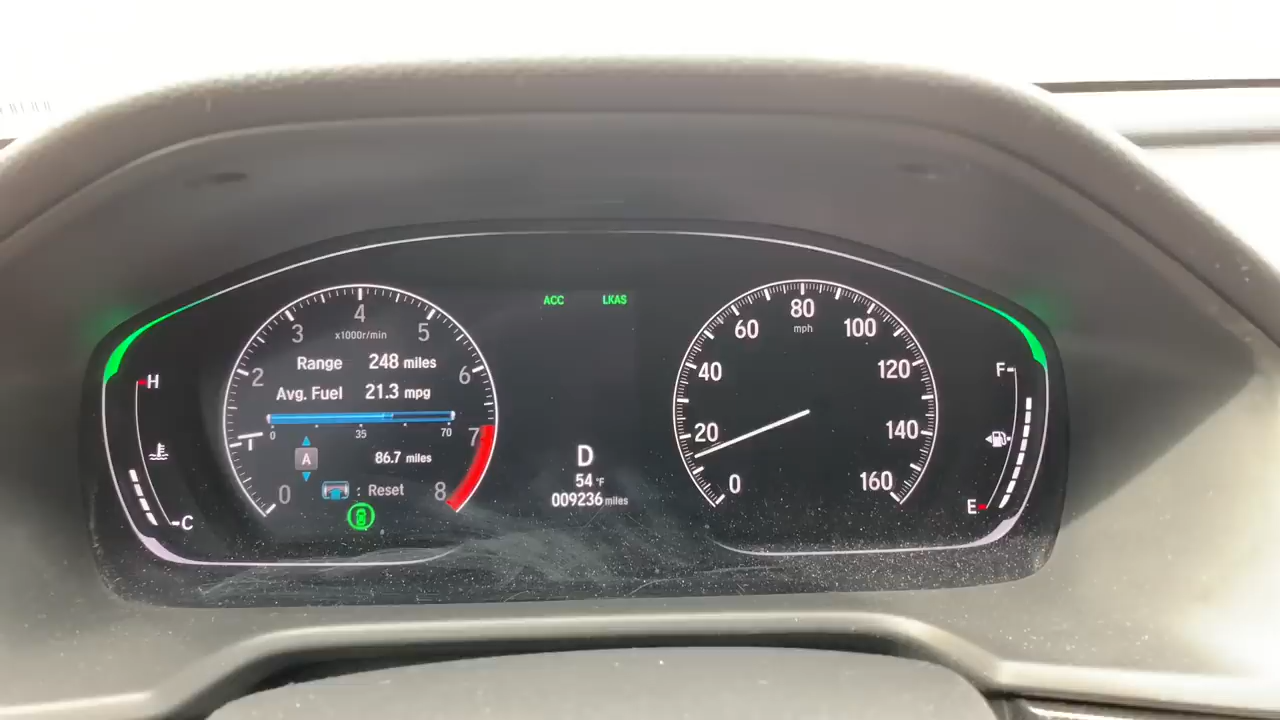 ACC LKAS
H
C
0 2 3 4 5 6 7 8
x1000r/min
Range 248 miles
Avg. Fuel 21.3 mpg
0 35 70
A 86.7 miles
: Reset
D
54 °F
009236 miles
0 20 40 60 80 100 120 140 160
mph
F
E